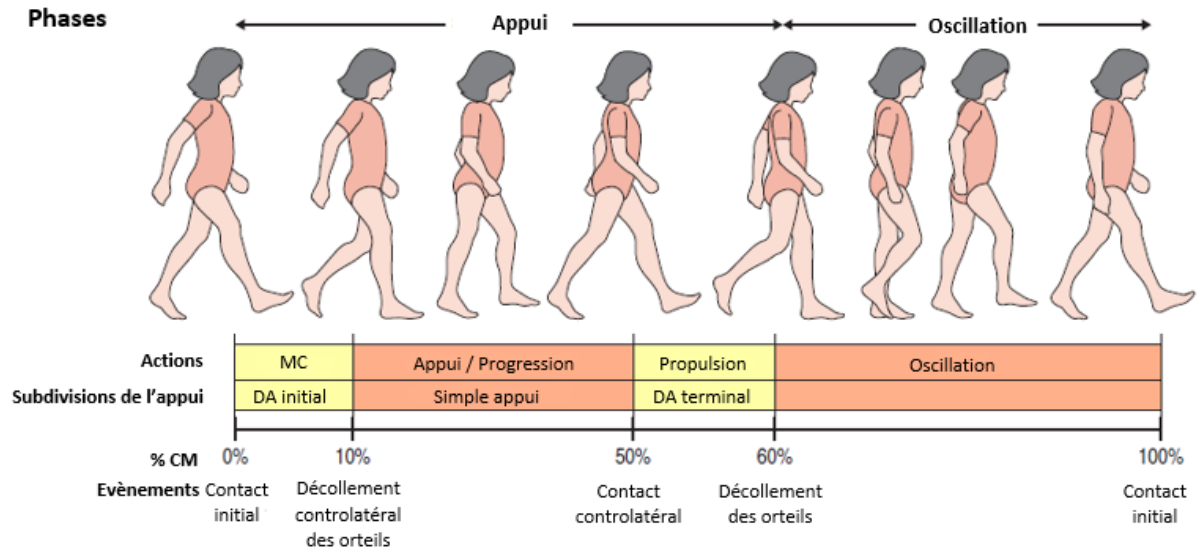 Phases
Appui
Oscillation
Actions
MC
Appui / Progression
Propulsion
Oscillation
Subdivisions de l'appui
DA initial
Simple appui
DA terminal
% CM
0%
10%
50%
60%
100%
Evènements
Contact
initial
Décollement
controlatéral
des orteils
Contact
controlatéral
Décollement
des orteils
Contact
initial